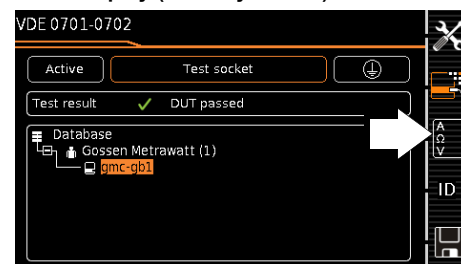 VDE 0701-0702
Active Test socket
Test result ✓ DUT passed
Database
Gossen Metrawatt (1)
gmc-gb1
A
Ω
V
ID